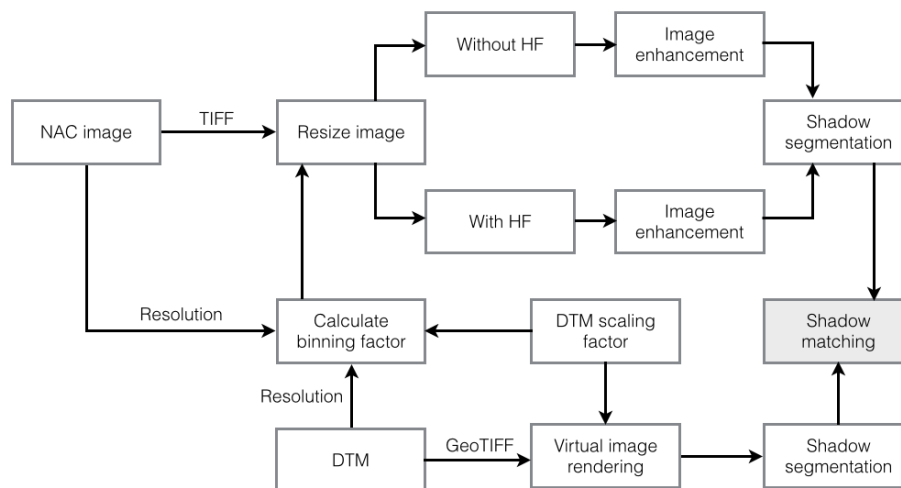 Without HF
Image
enhancement
NAC image
TIFF
Resize image
Shadow
segmentation
With HF
Image
enhancement
Resolution
Calculate
binning factor
DTM scaling
factor
Shadow
matching
Resolution
DTM
GeoTIFF
Virtual image
rendering
Shadow
segmentation